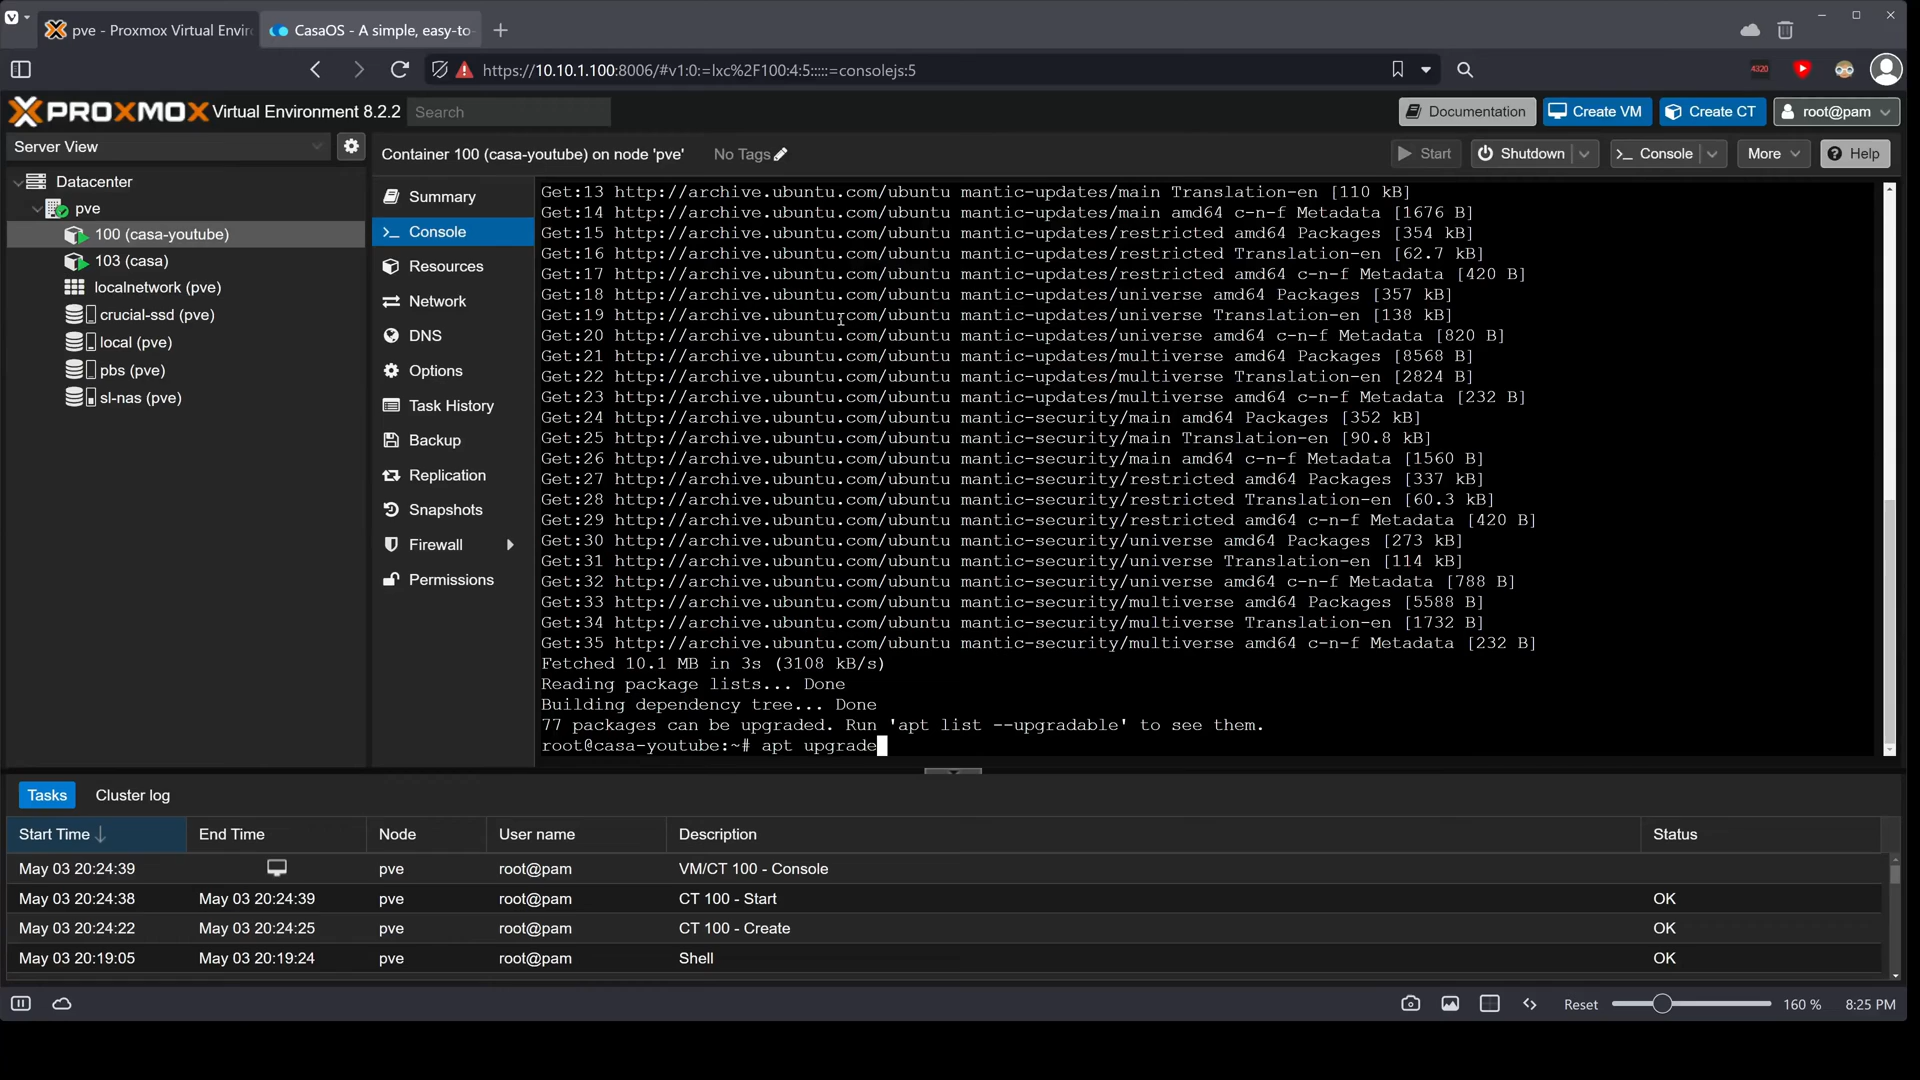 pve - Proxmox Virtual Enviro
CasaOS - A simple, easy-to-
https://10.10.1.100:8006/#v1:0:=lxc%2F100:4:5:::::=consolejs:5
4320
PROXMOX Virtual Environment 8.2.2
Search
Documentation
Create VM
Create CT
root@pam
Server View
Container 100 (casa-youtube) on node 'pve'
No Tags
Start
Shutdown
Console
More
Help
Datacenter
pve
100 (casa-youtube)
103 (casa)
localnetwork (pve)
crucial-ssd (pve)
local (pve)
pbs (pve)
sl-nas (pve)
Summary
Console
Resources
Network
DNS
Options
Task History
Backup
Replication
Snapshots
Firewall
Permissions
Get:13 http://archive.ubuntu.com/ubuntu mantic-updates/main Translation-en [110 kB]
Get:14 http://archive.ubuntu.com/ubuntu mantic-updates/main amd64 c-n-f Metadata [1676 B]
Get:15 http://archive.ubuntu.com/ubuntu mantic-updates/restricted amd64 Packages [354 kB]
Get:16 http://archive.ubuntu.com/ubuntu mantic-updates/restricted Translation-en [62.7 kB]
Get:17 http://archive.ubuntu.com/ubuntu mantic-updates/restricted amd64 c-n-f Metadata [420 B]
Get:18 http://archive.ubuntu.com/ubuntu mantic-updates/universe amd64 Packages [357 kB]
Get:19 http://archive.ubuntu.com/ubuntu mantic-updates/universe Translation-en [138 kB]
Get:20 http://archive.ubuntu.com/ubuntu mantic-updates/universe amd64 c-n-f Metadata [820 B]
Get:21 http://archive.ubuntu.com/ubuntu mantic-updates/multiverse amd64 Packages [8568 B]
Get:22 http://archive.ubuntu.com/ubuntu mantic-updates/multiverse Translation-en [2824 B]
Get:23 http://archive.ubuntu.com/ubuntu mantic-updates/multiverse amd64 c-n-f Metadata [232 B]
Get:24 http://archive.ubuntu.com/ubuntu mantic-security/main amd64 Packages [352 kB]
Get:25 http://archive.ubuntu.com/ubuntu mantic-security/main Translation-en [90.8 kB]
Get:26 http://archive.ubuntu.com/ubuntu mantic-security/main amd64 c-n-f Metadata [1560 B]
Get:27 http://archive.ubuntu.com/ubuntu mantic-security/restricted amd64 Packages [337 kB]
Get:28 http://archive.ubuntu.com/ubuntu mantic-security/restricted Translation-en [60.3 kB]
Get:29 http://archive.ubuntu.com/ubuntu mantic-security/restricted amd64 c-n-f Metadata [420 B]
Get:30 http://archive.ubuntu.com/ubuntu mantic-security/universe amd64 Packages [273 kB]
Get:31 http://archive.ubuntu.com/ubuntu mantic-security/universe Translation-en [114 kB]
Get:32 http://archive.ubuntu.com/ubuntu mantic-security/universe amd64 c-n-f Metadata [788 B]
Get:33 http://archive.ubuntu.com/ubuntu mantic-security/multiverse amd64 Packages [5588 B]
Get:34 http://archive.ubuntu.com/ubuntu mantic-security/multiverse Translation-en [1732 B]
Get:35 http://archive.ubuntu.com/ubuntu mantic-security/multiverse amd64 c-n-f Metadata [232 B]
Fetched 10.1 MB in 3s (3108 kB/s)
Reading package lists... Done
Building dependency tree... Done
77 packages can be upgraded. Run 'apt list --upgradable' to see them.
root@casa-youtube:~# apt upgrade
Tasks
Cluster log
Start Time End Time Node User name Description Status
May 03 20:24:39 pve root@pam VM/CT 100 - Console
May 03 20:24:38 May 03 20:24:39 pve root@pam CT 100 - Start OK
May 03 20:24:22 May 03 20:24:25 pve root@pam CT 100 - Create OK
May 03 20:19:05 May 03 20:19:24 pve root@pam Shell OK
Reset
160 %
8:25 PM